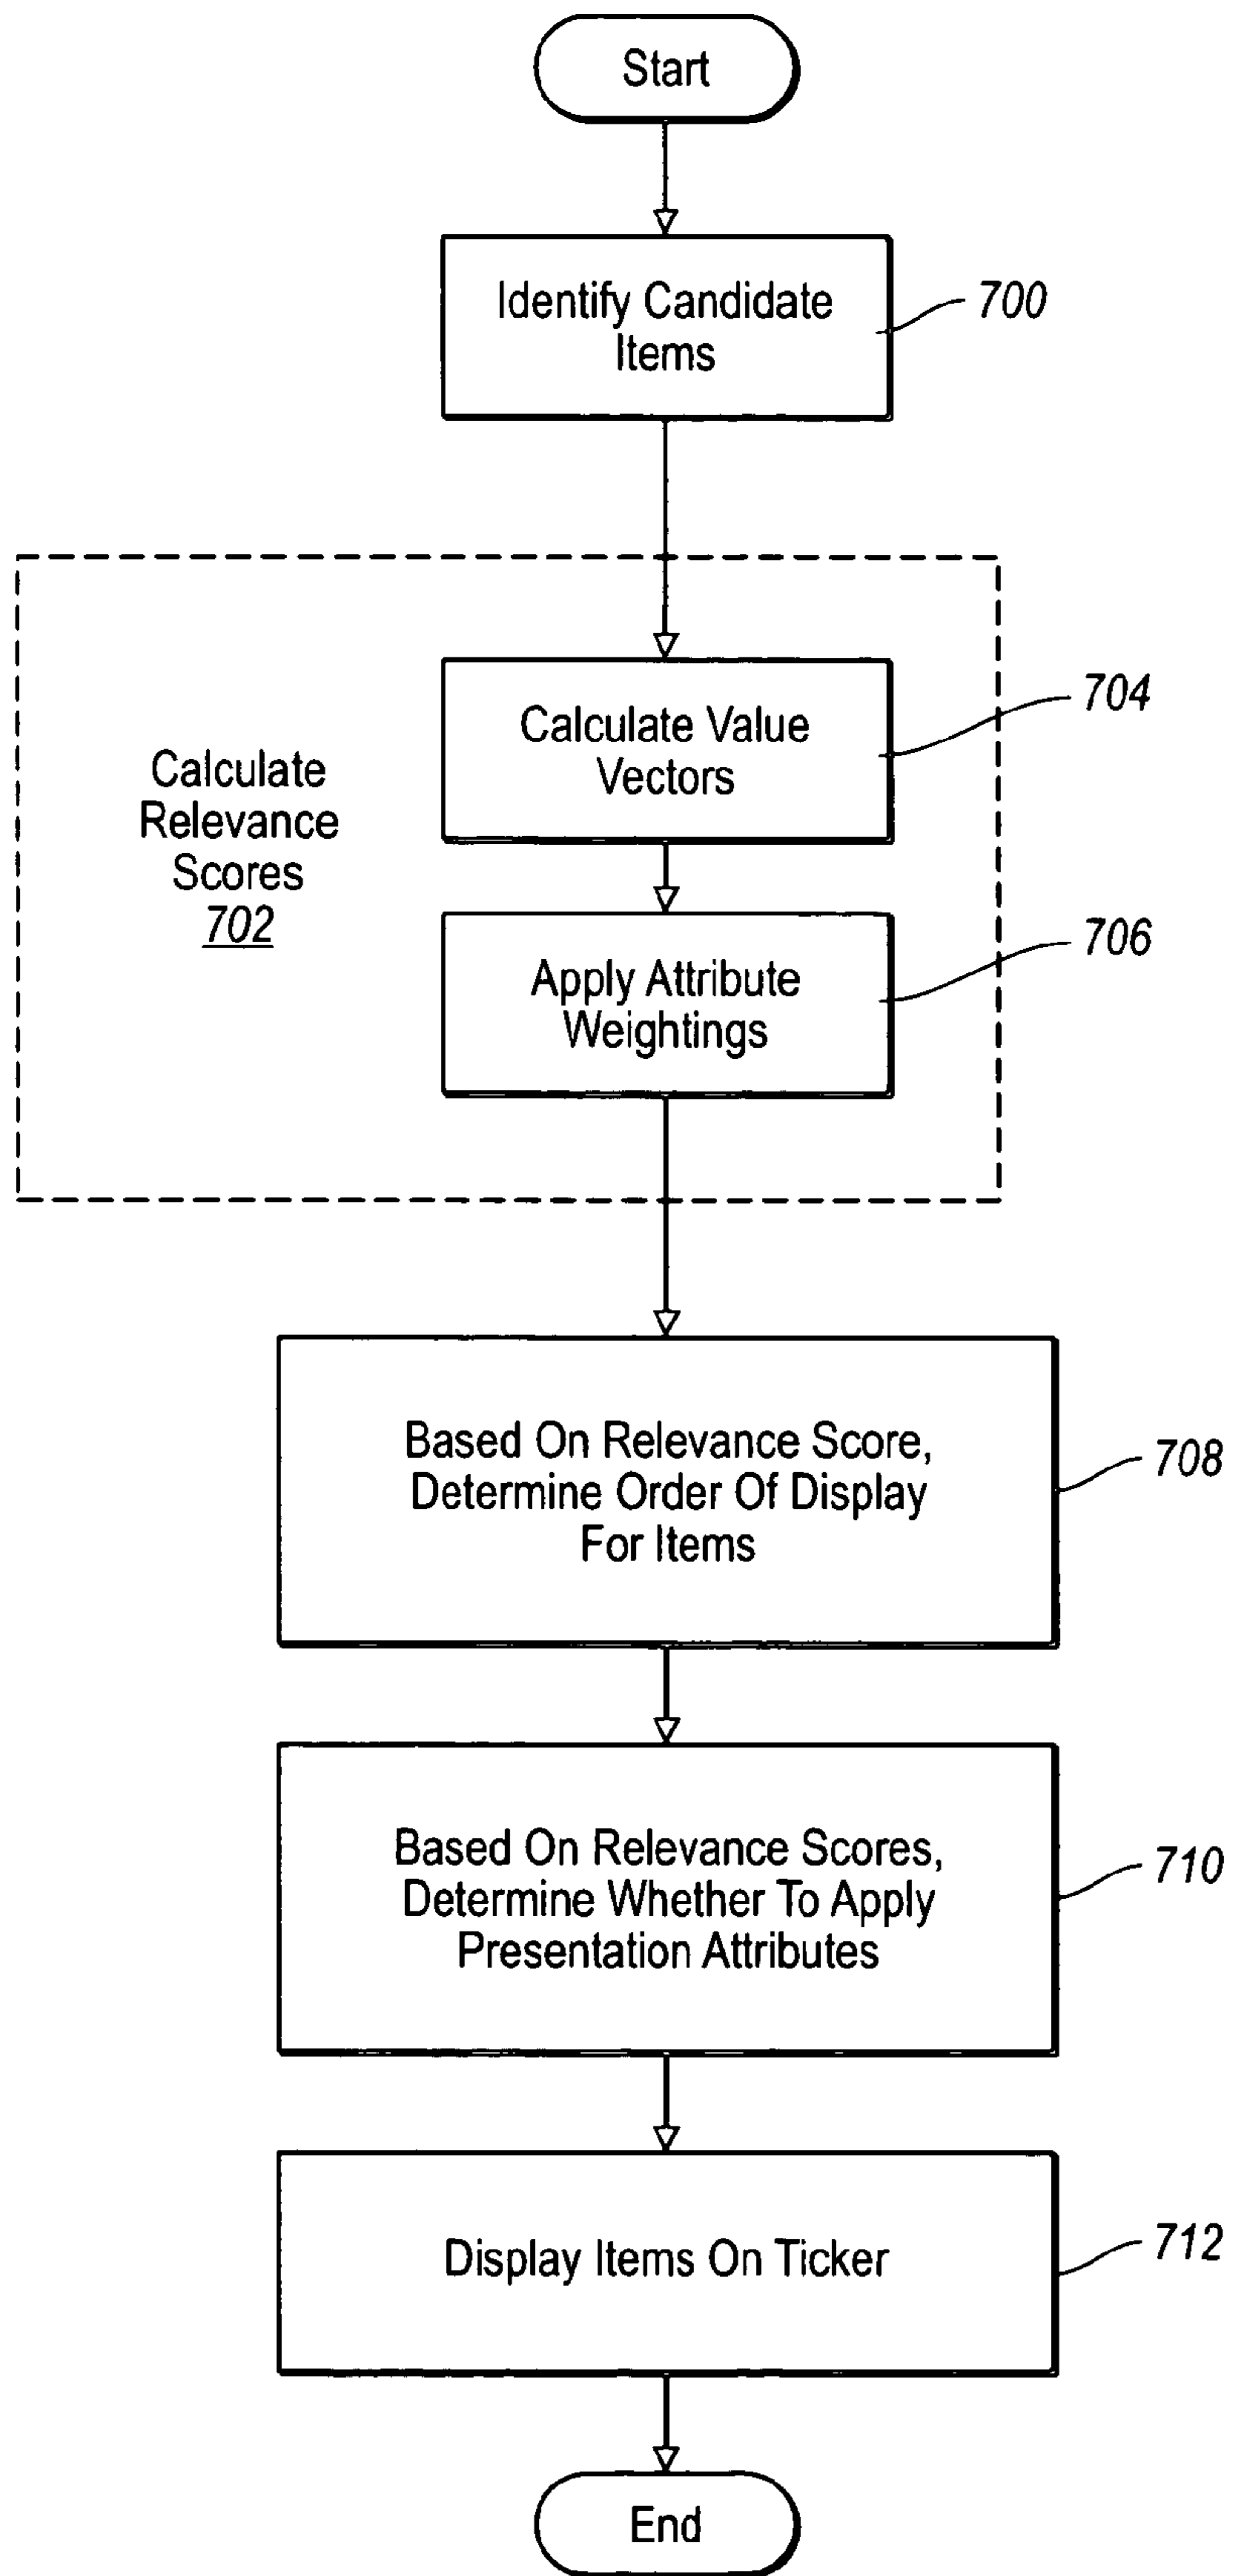 Start
Identify Candidate
Items
700
Calculate Value
Vectors
704
Calculate
Relevance
Scores
702
Apply Attribute
Weightings
706
Based On Relevance Score,
Determine Order Of Display
For Items
708
Based On Relevance Scores,
Determine Whether To Apply
Presentation Attributes
710
Display Items On Ticker
712
End